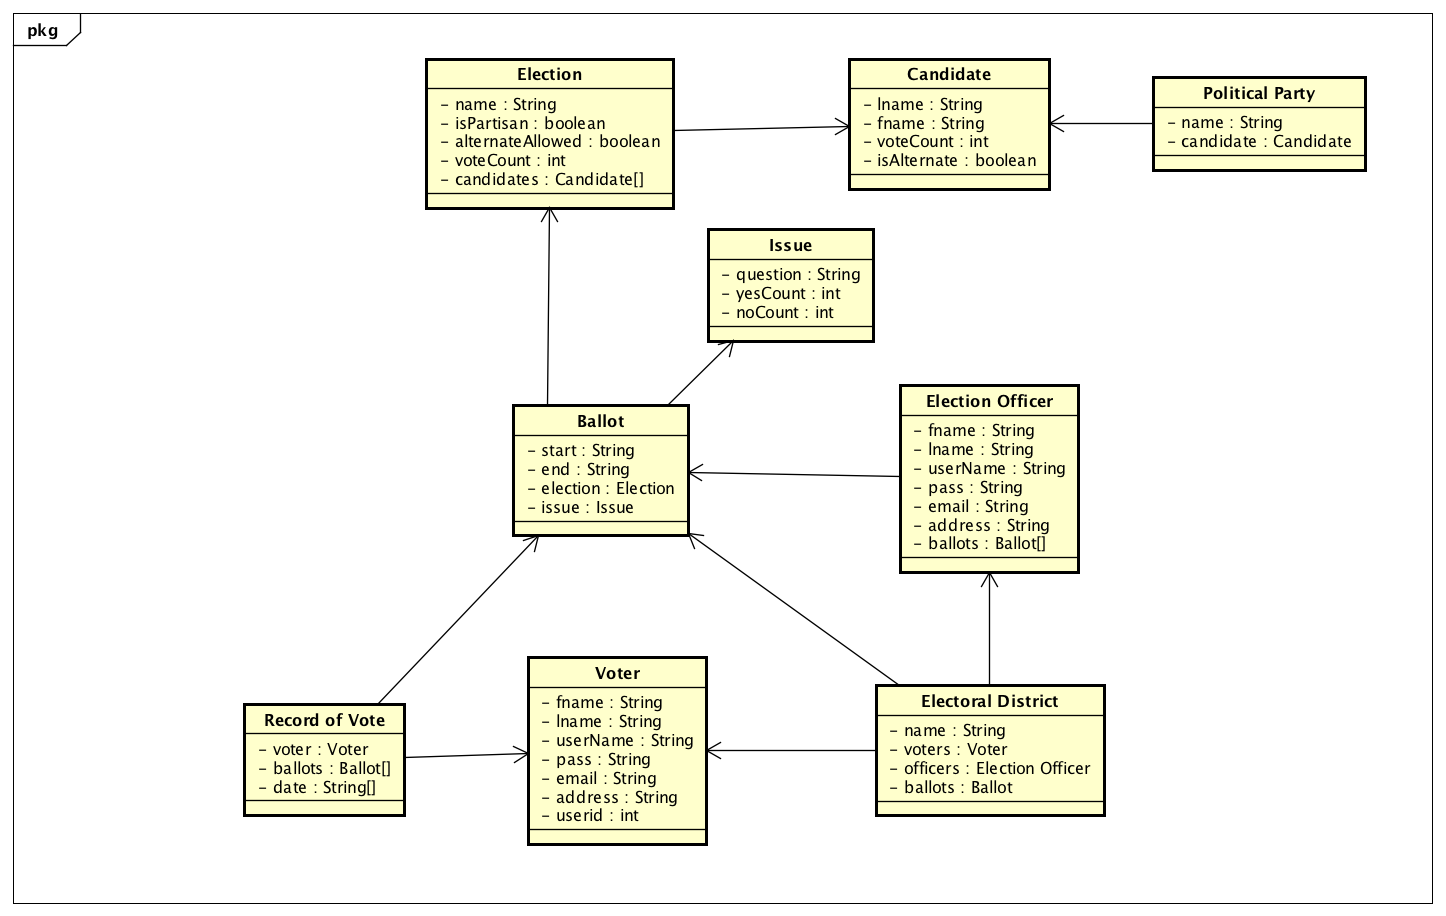 pkg
Election
- name : String
- isPartisan : boolean
- alternateAllowed : boolean
- voteCount : int
- candidates : Candidate[]
Candidate
- lname : String
- fname : String
- voteCount : int
- isAlternate : boolean
Political Party
- name : String
- candidate : Candidate
Issue
- question : String
- yesCount : int
- noCount : int
Ballot
- start : String
- end : String
- election : Election
- issue : Issue
Election Officer
- fname : String
- lname : String
- userName : String
- pass : String
- email : String
- address : String
- ballots : Ballot[]
Record of Vote
- voter : Voter
- ballots : Ballot[]
- date : String[]
Voter
- fname : String
- lname : String
- userName : String
- pass : String
- email : String
- address : String
- userid : int
Electoral District
- name : String
- voters : Voter
- officers : Election Officer
- ballots : Ballot